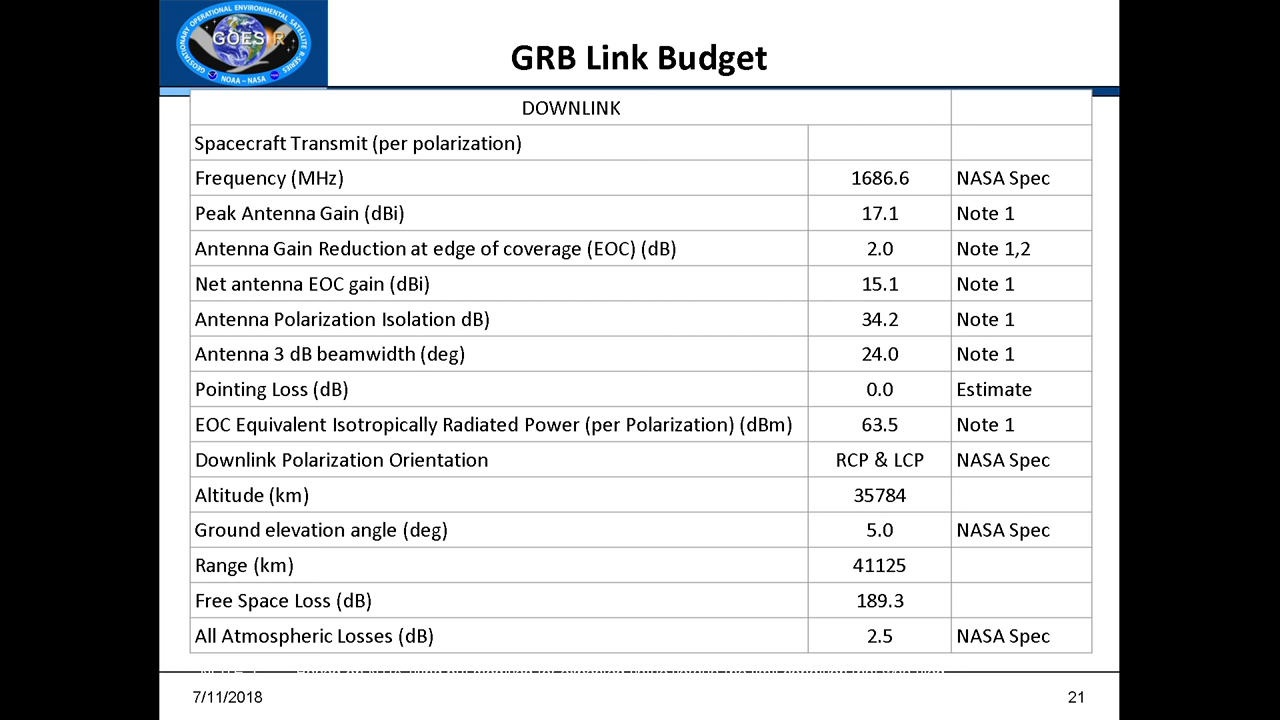 GEOSTATIONARY OPERATIONAL ENVIRONMENTAL SATELLITE R-SERIES
GOES R
NOAA ~ NASA
GRB Link Budget
DOWNLINK
Spacecraft Transmit (per polarization)
Frequency (MHz) 1686.6 NASA Spec
Peak Antenna Gain (dBi) 17.1 Note 1
Antenna Gain Reduction at edge of coverage (EOC) (dB) 2.0 Note 1,2
Net antenna EOC gain (dBi) 15.1 Note 1
Antenna Polarization Isolation dB) 34.2 Note 1
Antenna 3 dB beamwidth (deg) 24.0 Note 1
Pointing Loss (dB) 0.0 Estimate
EOC Equivalent Isotropically Radiated Power (per Polarization) (dBm) 63.5 Note 1
Downlink Polarization Orientation RCP & LCP NASA Spec
Altitude (km) 35784
Ground elevation angle (deg) 5.0 NASA Spec
Range (km) 41125
Free Space Loss (dB) 189.3
All Atmospheric Losses (dB) 2.5 NASA Spec
7/11/2018 21